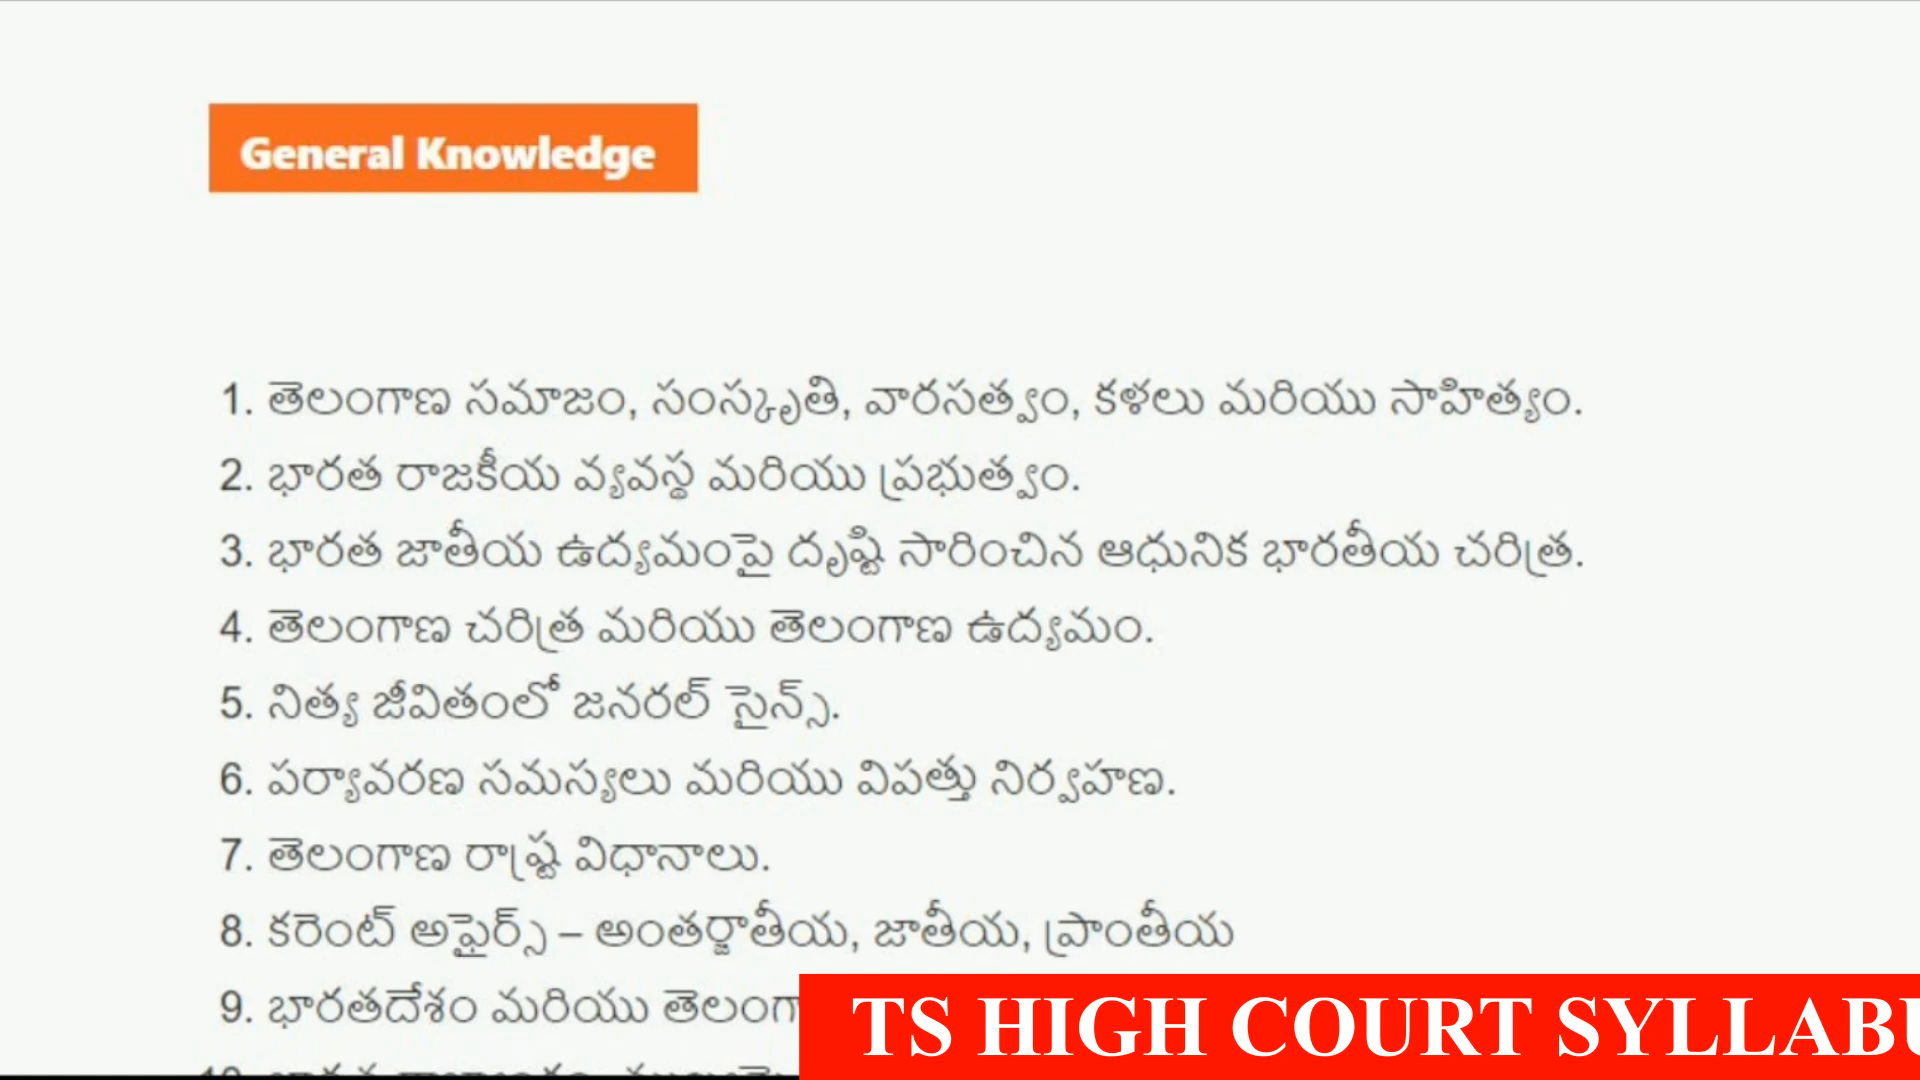 General Knowledge
1. తెలంగాణ సమాజం, సంస్కృతి, వారసత్వం, కళలు మరియు సాహిత్యం.
2. భారత రాజకీయ వ్యవస్థ మరియు ప్రభుత్వం.
3. భారత జాతీయ ఉద్యమంపై దృష్టి సారించిన ఆధునిక భారతీయ చరిత్ర.
4. తెలంగాణ చరిత్ర మరియు తెలంగాణ ఉద్యమం.
5. నిత్య జీవితంలో జనరల్ సైన్స్.
6. పర్యావరణ సమస్యలు మరియు విపత్తు నిర్వహణ.
7. తెలంగాణ రాష్ట్ర విధానాలు.
8. కరెంట్ అఫైర్స్ – అంతర్జాతీయ, జాతీయ, ప్రాంతీయ
9. భారతదేశం మరియు తెలంగా
TS HIGH COURT SYLLABU